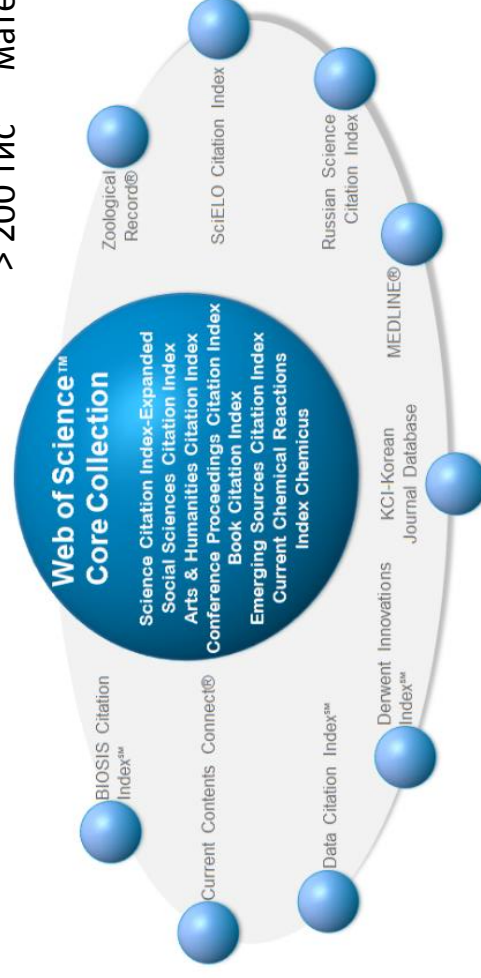 > 200 тис Мате
Web of Science™
Core Collection
Science Citation Index-Expanded
Social Sciences Citation Index
Arts & Humanities Citation Index
Conference Proceedings Citation Index
Book Citation Index
Emerging Sources Citation Index
Current Chemical Reactions
Index Chemicus
BIOSIS Citation
Index℠
Current Contents Connect®
Data Citation Index℠
Derwent Innovations
Index℠
KCI-Korean
Journal Database
MEDLINE®
Russian Science
Citation Index
SciELO Citation Index
Zoological
Record®